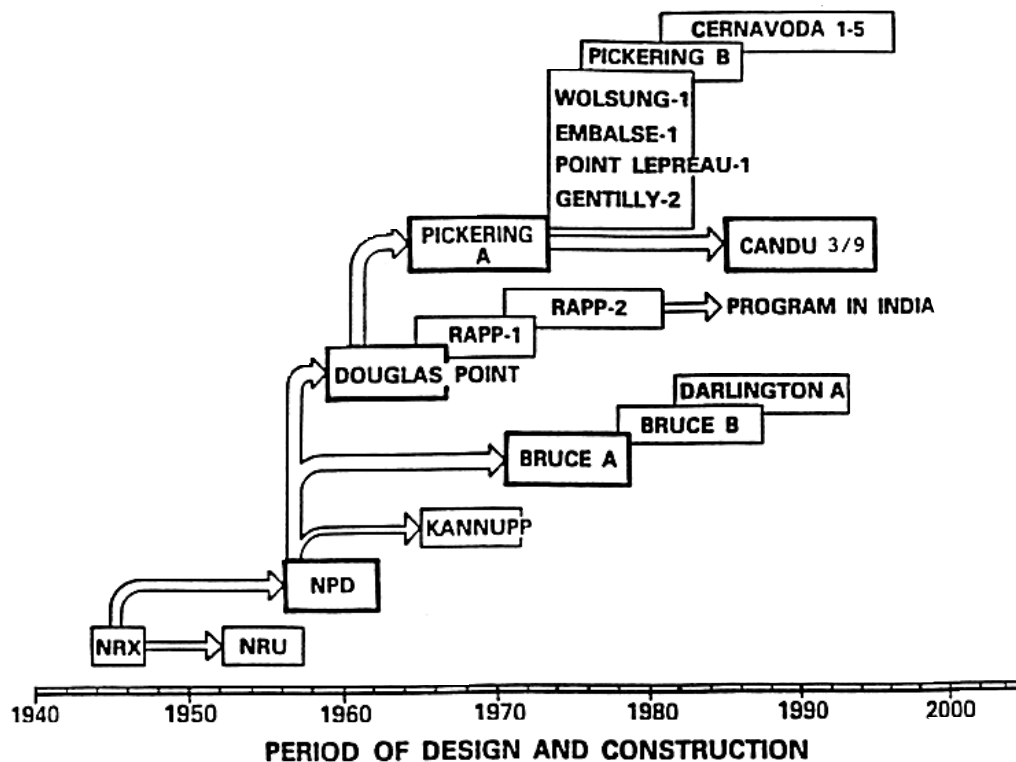 CERNAVODA 1-5
PICKERING B
WOLSUNG-1
EMBALSE-1
POINT LEPREAU-1
GENTILLY-2
PICKERING
A
CANDU 3/9
RAPP-2
PROGRAM IN INDIA
RAPP-1
DOUGLAS POINT
DARLINGTON A
BRUCE B
BRUCE A
KANNUPP
NPD
NRX
NRU
1940 1950 1960 1970 1980 1990 2000
PERIOD OF DESIGN AND CONSTRUCTION